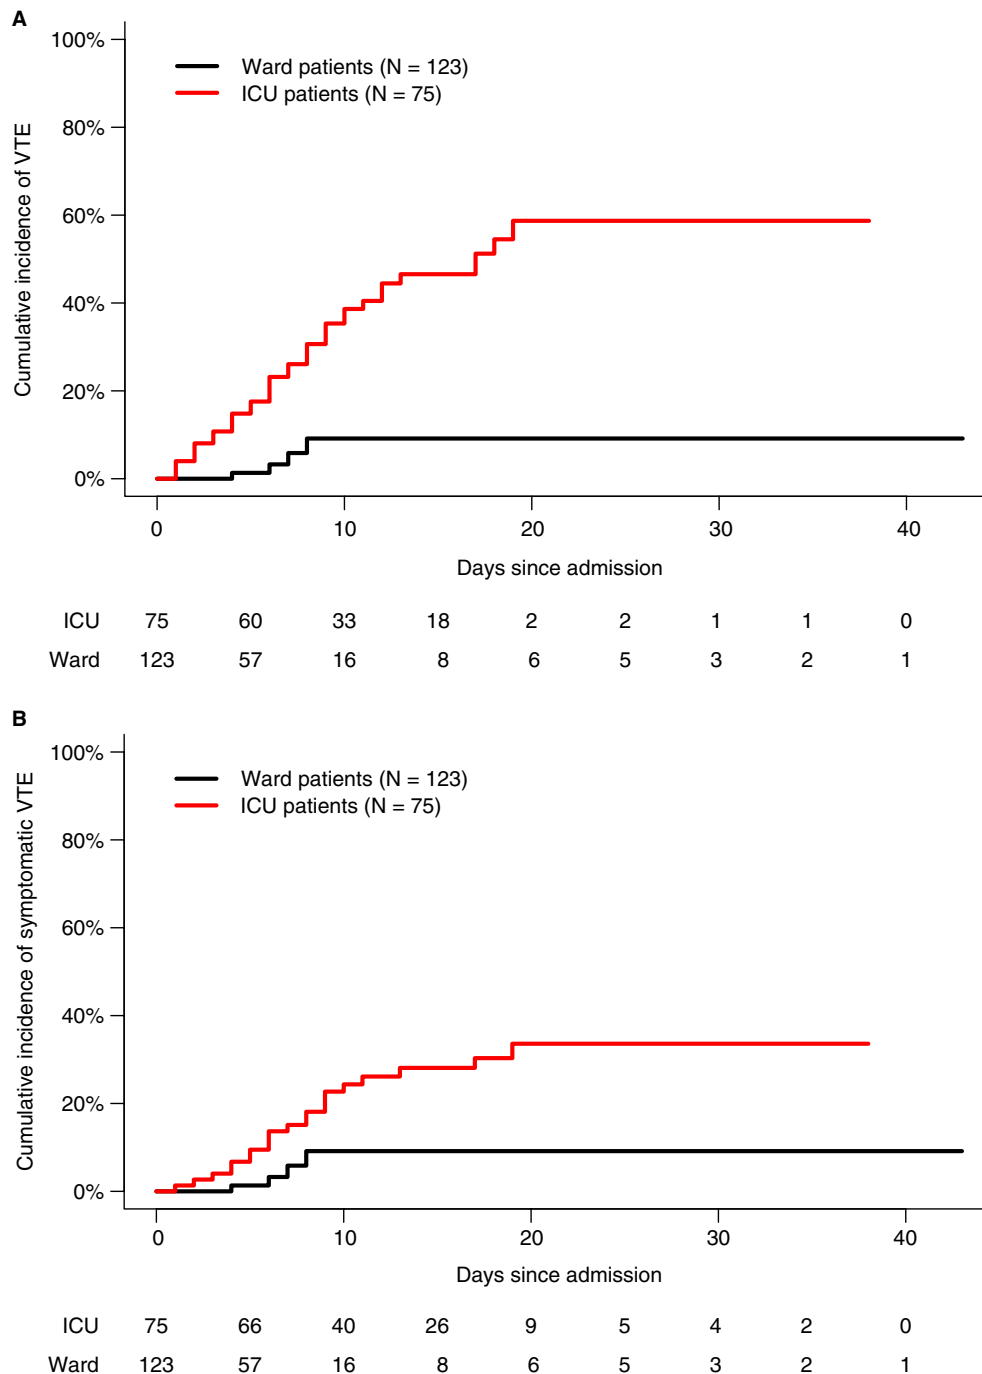 A
100%
80%
60%
40%
20%
0%
Cumulative incidence of VTE
Ward patients (N = 123)
ICU patients (N = 75)
0 10 20 30 40
Days since admission
ICU 75 60 33 18 2 2 1 1 0
Ward 123 57 16 8 6 5 3 2 1
B
100%
80%
60%
40%
20%
0%
Cumulative incidence of symptomatic VTE
Ward patients (N = 123)
ICU patients (N = 75)
0 10 20 30 40
Days since admission
ICU 75 66 40 26 9 5 4 2 0
Ward 123 57 16 8 6 5 3 2 1